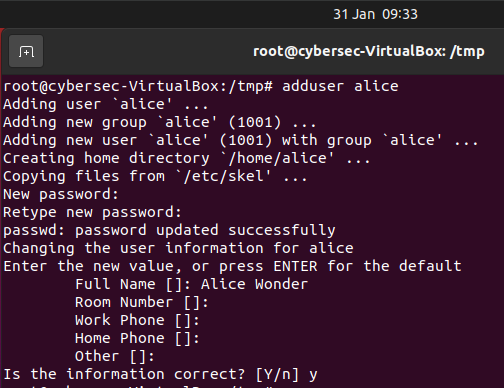 31 Jan 09:33
root@cybersec-VirtualBox: /tmp
root@cybersec-VirtualBox:/tmp# adduser alice
Adding user `alice' ...
Adding new group `alice' (1001) ...
Adding new user `alice' (1001) with group `alice' ...
Creating home directory `/home/alice' ...
Copying files from `/etc/skel' ...
New password:
Retype new password:
passwd: password updated successfully
Changing the user information for alice
Enter the new value, or press ENTER for the default
Full Name []: Alice Wonder
Room Number []:
Work Phone []:
Home Phone []:
Other []:
Is the information correct? [Y/n] y